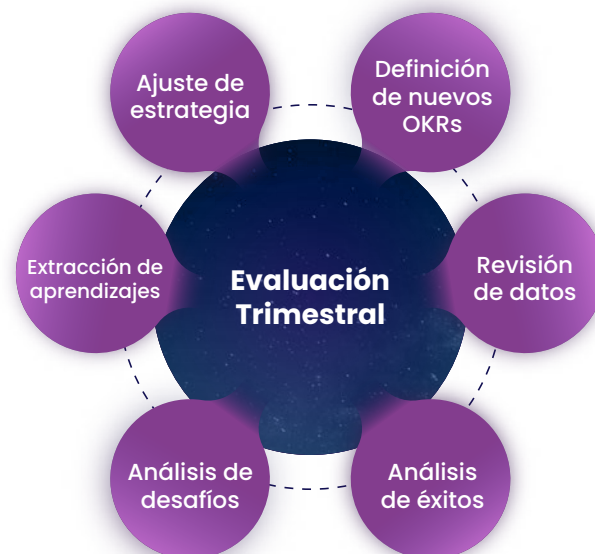 Ajuste de
estrategia
Definición
de nuevos
OKRs
Extracción de
aprendizajes
Evaluación
Trimestral
Revisión
de datos
Análisis de
desafíos
Análisis
de éxitos